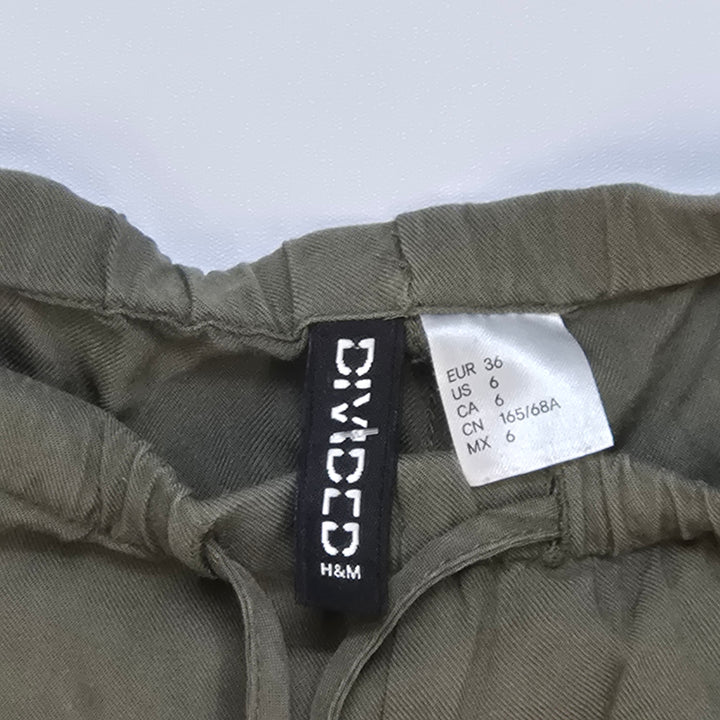 DIVIDED
H&M
EUR 36
US 6
CA 6
CN 165/68A
MX 6